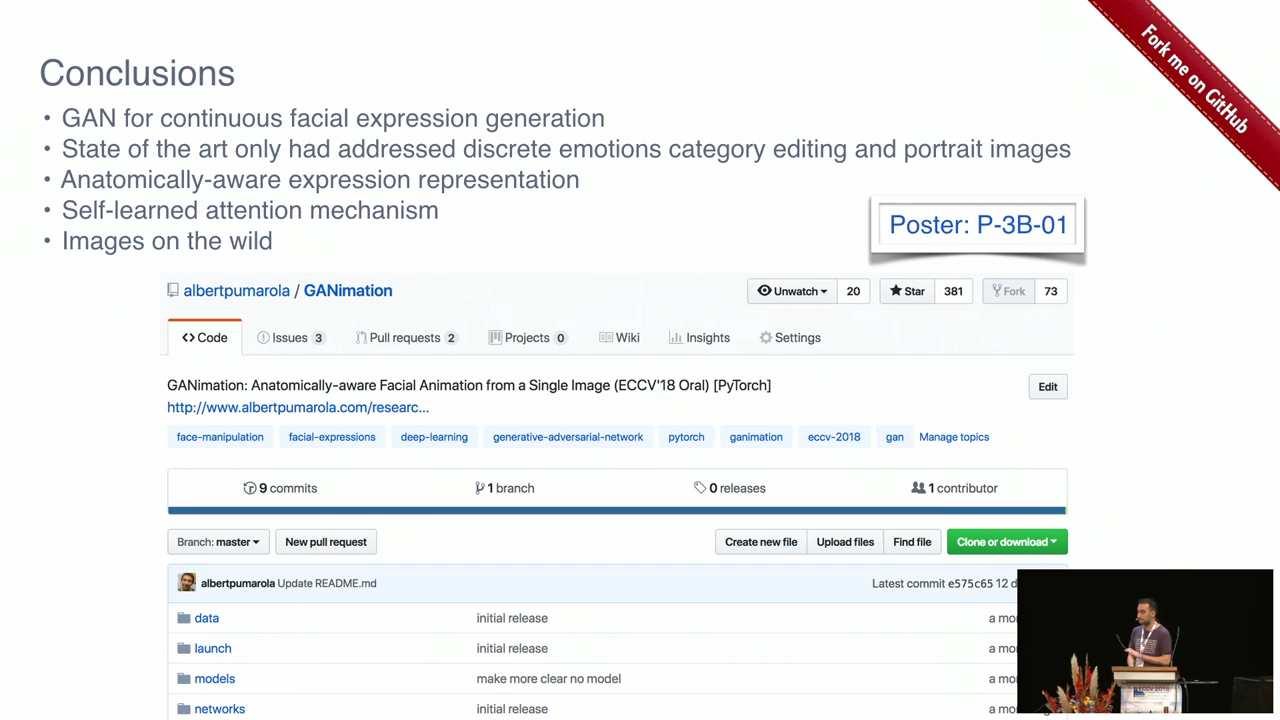 Fork me on GitHub
Conclusions
• GAN for continuous facial expression generation
• State of the art only had addressed discrete emotions category editing and portrait images
• Anatomically-aware expression representation
• Self-learned attention mechanism
• Images on the wild
Poster: P-3B-01
albertpumarola / GANimation
Unwatch 20 Star 381 Fork 73
Code Issues 3 Pull requests 2 Projects 0 Wiki Insights Settings
GANimation: Anatomically-aware Facial Animation from a Single Image (ECCV'18 Oral) [PyTorch]
Edit
http://www.albertpumarola.com/researc...
face-manipulation facial-expressions deep-learning generative-adversarial-network pytorch ganimation eccv-2018 gan Manage topics
9 commits 1 branch 0 releases 1 contributor
Branch: master New pull request Create new file Upload files Find file Clone or download
albertpumarola Update README.md Latest commit e575c65 12 d
data initial release a mo
launch initial release a mo
models make more clear no model a mo
networks initial release a mo
ECCV 2018